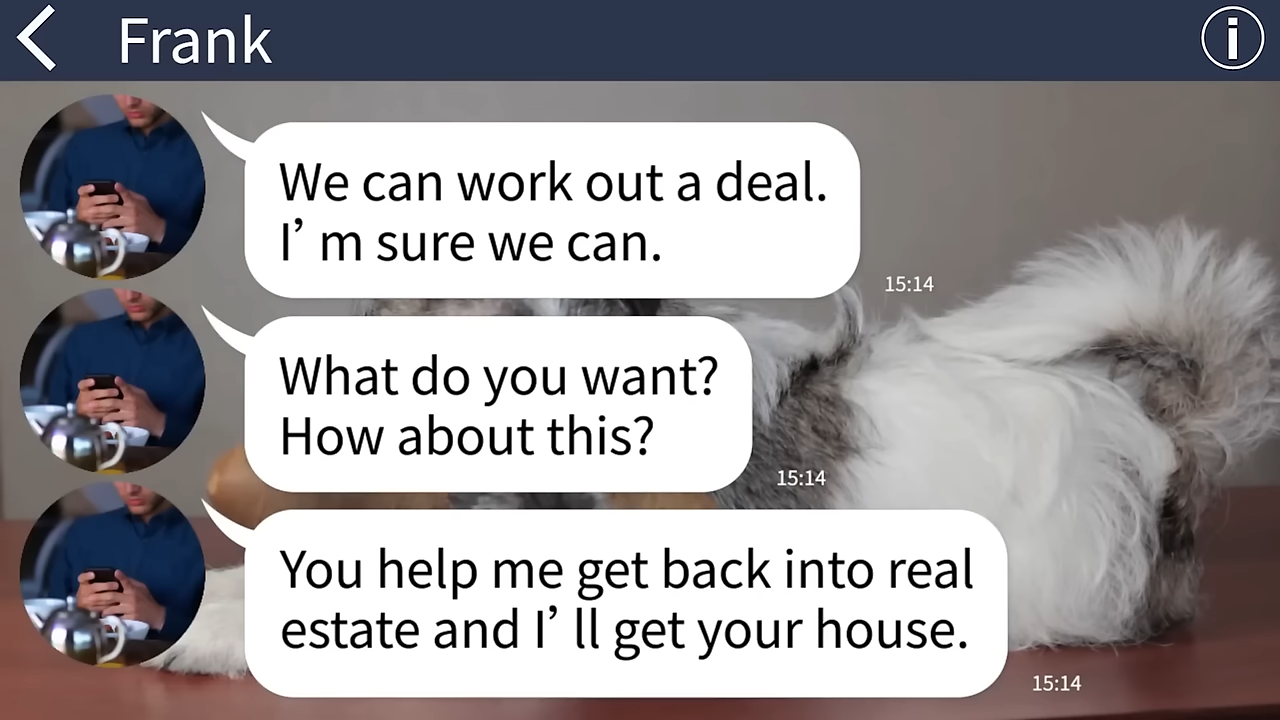 Frank
We can work out a deal.
I’ m sure we can.
15:14
What do you want?
How about this?
15:14
You help me get back into real
estate and I’ ll get your house.
15:14